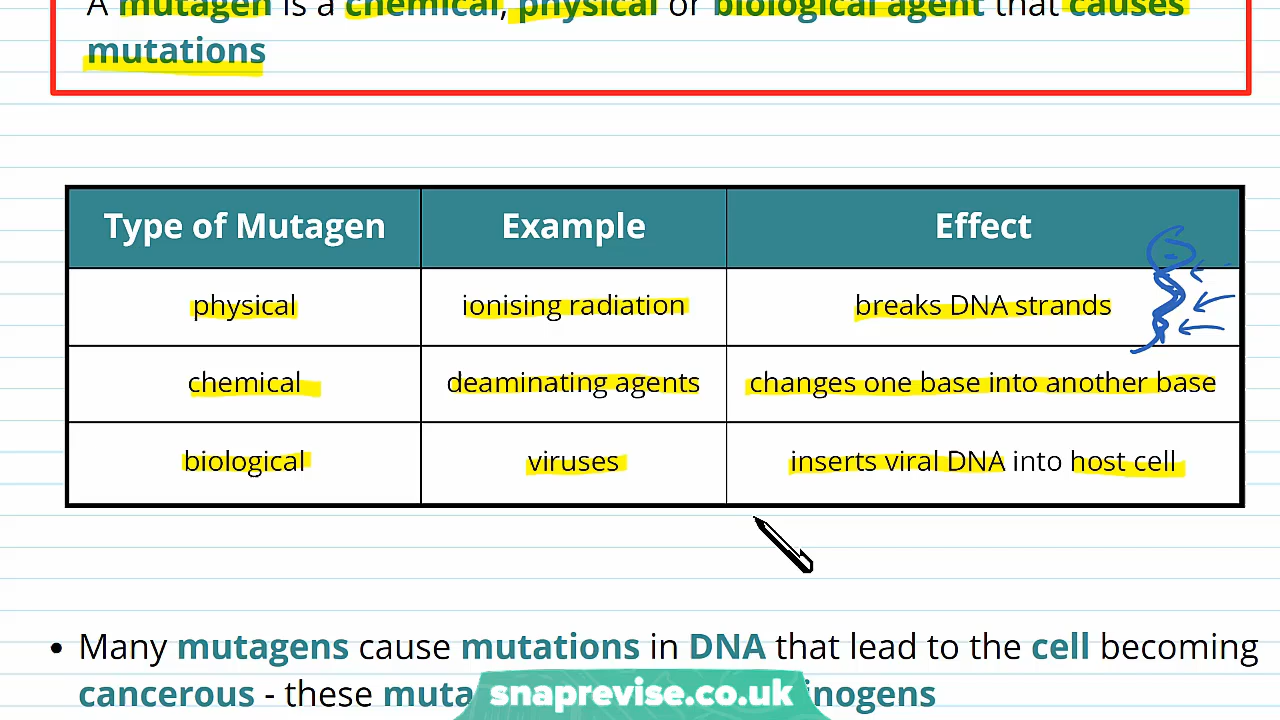 A mutagen is a chemical, physical or biological agent that causes
mutations
Type of Mutagen Example Effect
physical ionising radiation breaks DNA strands
chemical deaminating agents changes one base into another base
biological viruses inserts viral DNA into host cell
• Many mutagens cause mutations in DNA that lead to the cell becoming
cancerous - these
snaprevise.co.uk